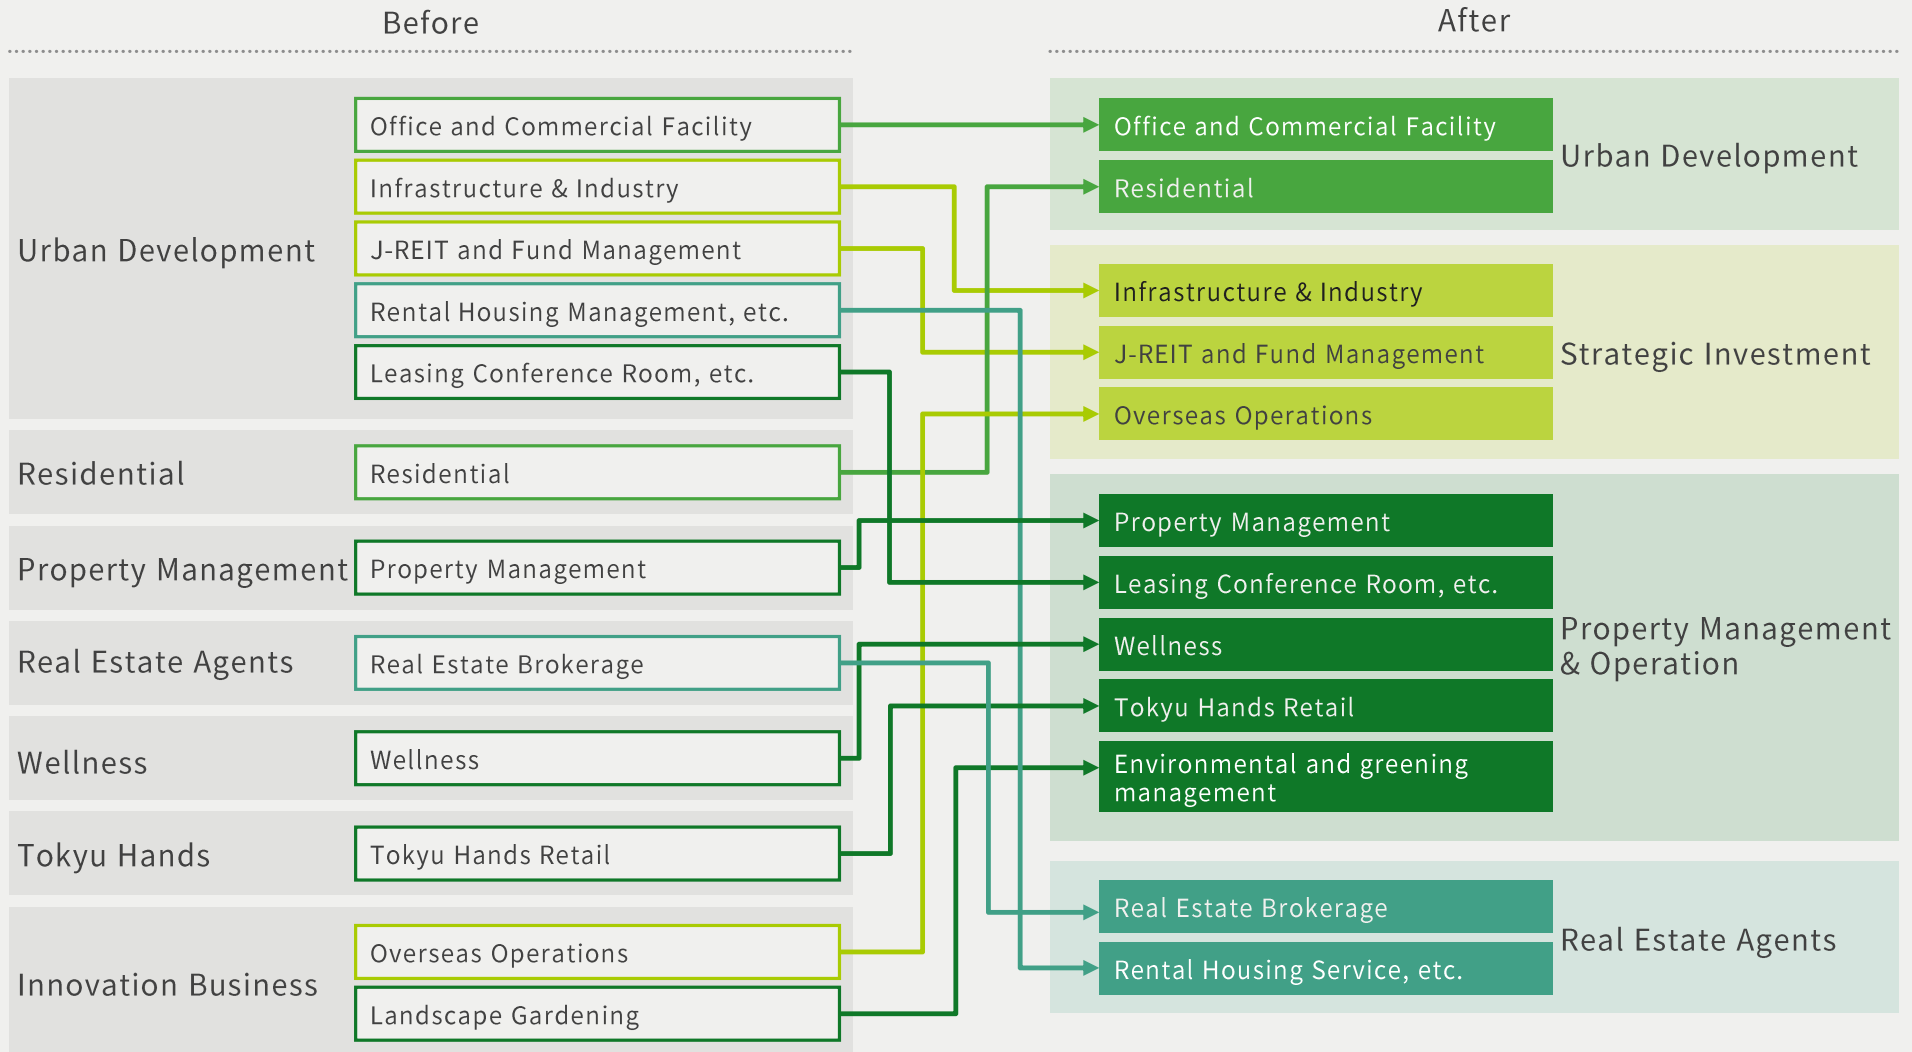 Before
Urban Development
Office and Commercial Facility
Infrastructure & Industry
J-REIT and Fund Management
Rental Housing Management, etc.
Leasing Conference Room, etc.
Residential
Residential
Property Management
Property Management
Real Estate Agents
Real Estate Brokerage
Wellness
Wellness
Tokyu Hands
Tokyu Hands Retail
Innovation Business
Overseas Operations
Landscape Gardening
After
Office and Commercial Facility
Residential
Urban Development
Infrastructure & Industry
J-REIT and Fund Management
Overseas Operations
Strategic Investment
Property Management
Leasing Conference Room, etc.
Wellness
Tokyu Hands Retail
Environmental and greening
management
Property Management
& Operation
Real Estate Brokerage
Rental Housing Service, etc.
Real Estate Agents